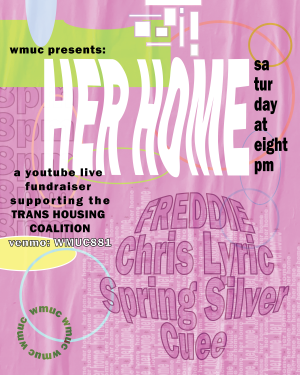 wmuc presents:
HER HOME
sa
tur
day
at
eight
pm
a youtube live
fundraiser
supporting the
TRANS HOUSING
COALITION
venmo: WMUC881
FREDDIE
Chris Lyric
Spring Silver
Cuee
wmuc wmuc wmuc wmuc wmuc